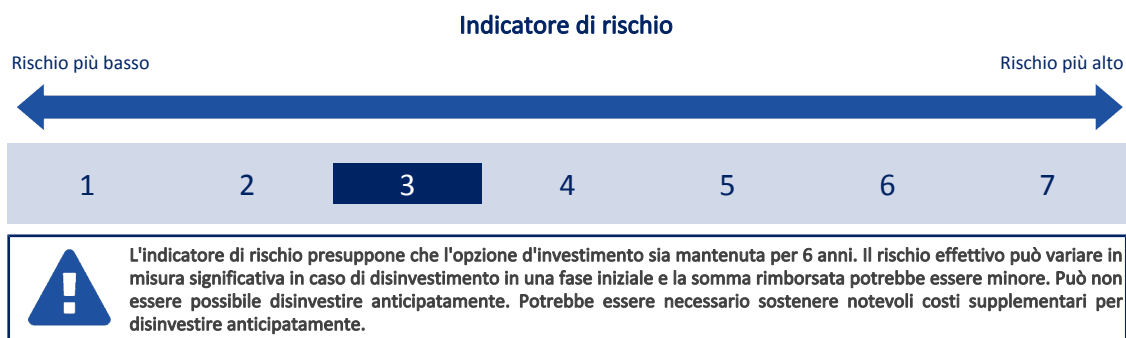 Indicatore di rischio
Rischio più basso
Rischio più alto
1 2 3 4 5 6 7
L'indicatore di rischio presuppone che l'opzione d'investimento sia mantenuta per 6 anni. Il rischio effettivo può variare in
misura significativa in caso di disinvestimento in una fase iniziale e la somma rimborsata potrebbe essere minore. Può non
essere possibile disinvestire anticipatamente. Potrebbe essere necessario sostenere notevoli costi supplementari per
disinvestire anticipatamente.